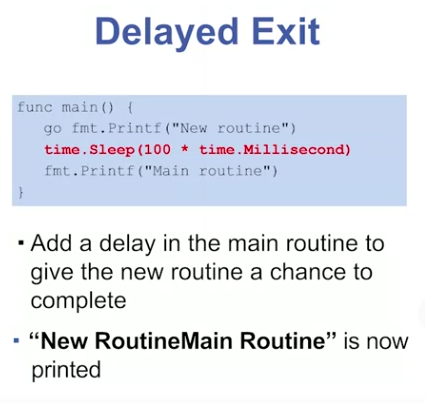 Delayed Exit
func main() {
go fmt.Printf("New routine")
time.Sleep(100 * time.Millisecond)
fmt.Printf("Main routine")
}
▪ Add a delay in the main routine to
give the new routine a chance to
complete
▪ “New RoutineMain Routine” is now
printed